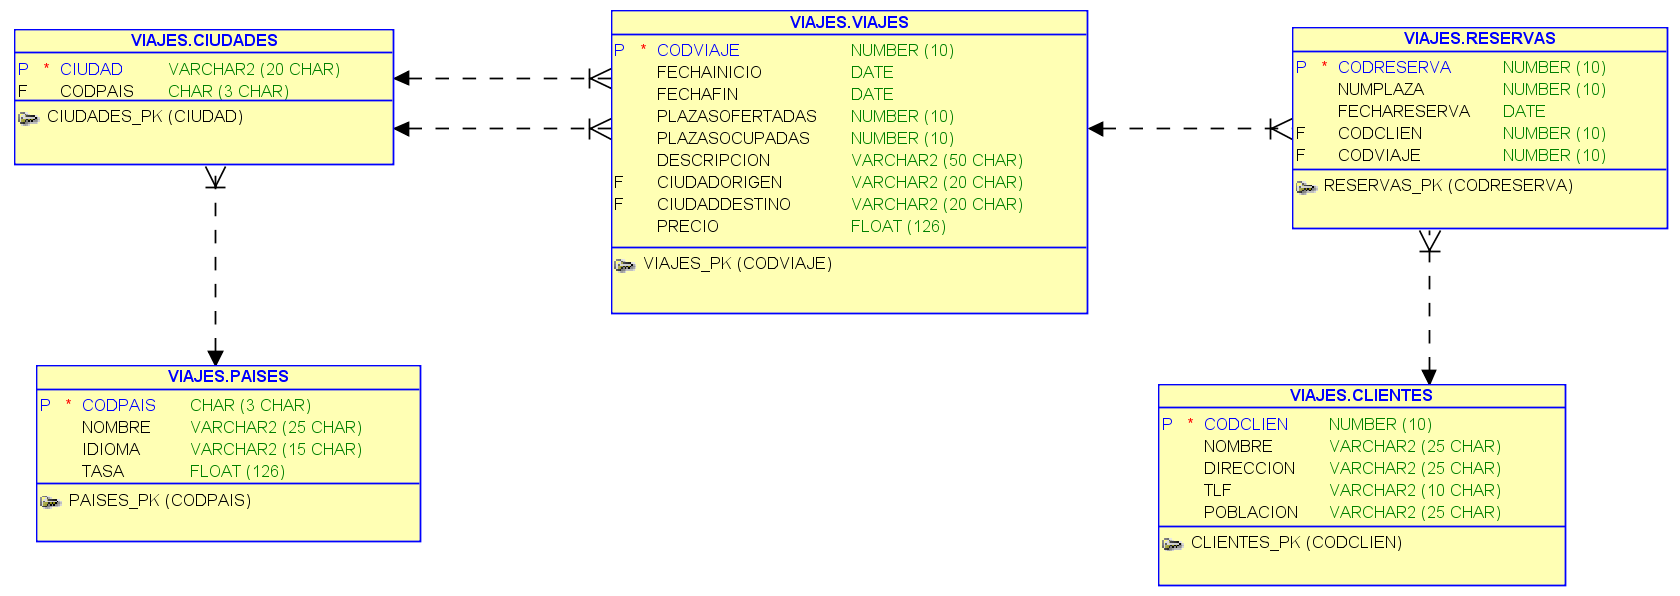 VIAJES.CIUDADES
P * CIUDAD VARCHAR2 (20 CHAR)
F CODPAIS CHAR (3 CHAR)
CIUDADES_PK (CIUDAD)
VIAJES.VIAJES
P * CODVIAJE NUMBER (10)
FECHAINICIO DATE
FECHAFIN DATE
PLAZASOFERTADAS NUMBER (10)
PLAZASOCUPADAS NUMBER (10)
DESCRIPCION VARCHAR2 (50 CHAR)
F CIUDADORIGEN VARCHAR2 (20 CHAR)
F CIUDADDESTINO VARCHAR2 (20 CHAR)
PRECIO FLOAT (126)
VIAJES_PK (CODVIAJE)
VIAJES.RESERVAS
P * CODRESERVA NUMBER (10)
NUMPLAZA NUMBER (10)
FECHARESERVA DATE
F CODCLIEN NUMBER (10)
F CODVIAJE NUMBER (10)
RESERVAS_PK (CODRESERVA)
VIAJES.PAISES
P * CODPAIS CHAR (3 CHAR)
NOMBRE VARCHAR2 (25 CHAR)
IDIOMA VARCHAR2 (15 CHAR)
TASA FLOAT (126)
PAISES_PK (CODPAIS)
VIAJES.CLIENTES
P * CODCLIEN NUMBER (10)
NOMBRE VARCHAR2 (25 CHAR)
DIRECCION VARCHAR2 (25 CHAR)
TLF VARCHAR2 (10 CHAR)
POBLACION VARCHAR2 (25 CHAR)
CLIENTES_PK (CODCLIEN)